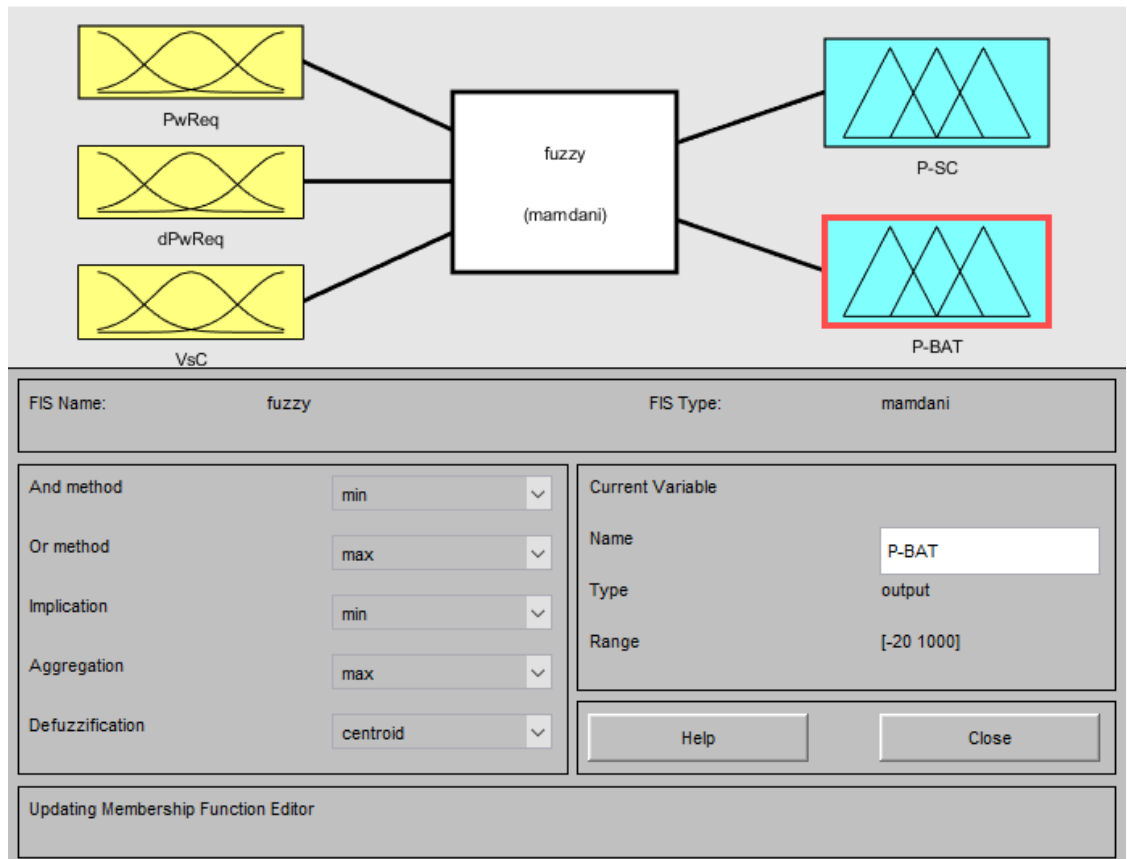 PwReq
dPwReq
VsC
fuzzy
(mamdani)
P-SC
P-BAT
FIS Name: fuzzy FIS Type: mamdani
And method min
Or method max
Implication min
Aggregation max
Defuzzification centroid
Current Variable
Name P-BAT
Type output
Range [-20 1000]
Help Close
Updating Membership Function Editor